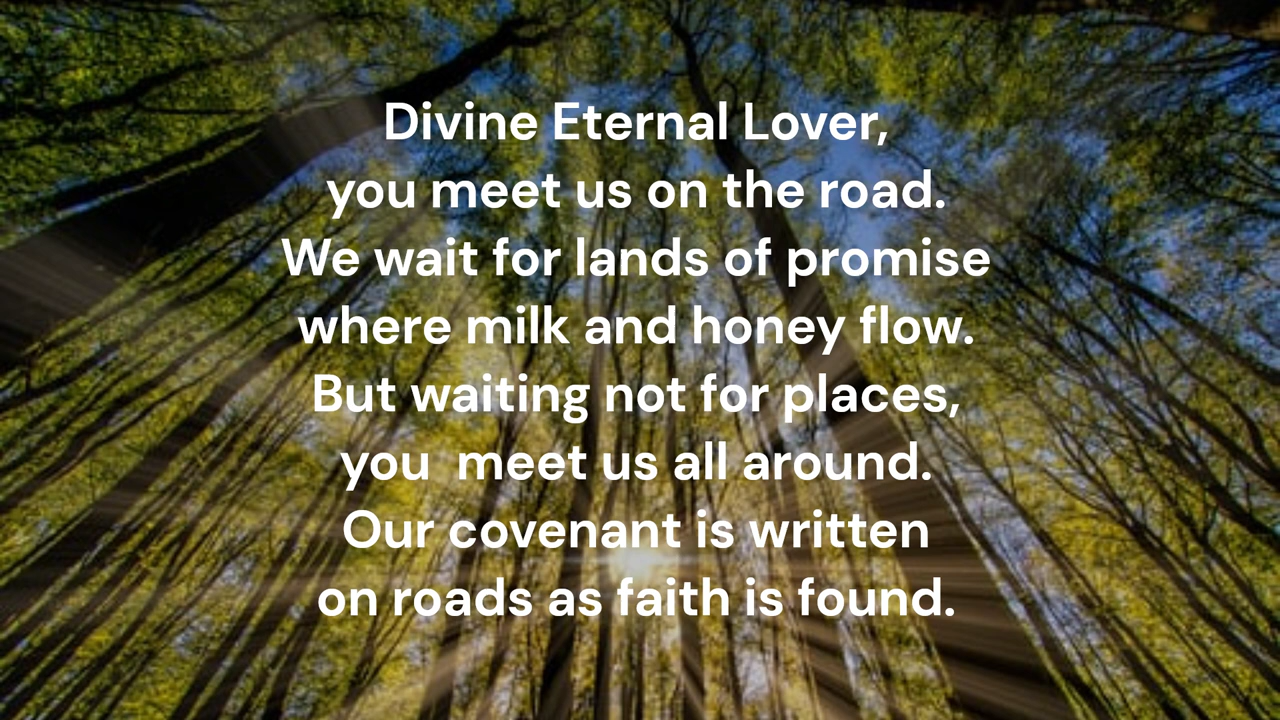 Divine Eternal Lover,
you meet us on the road.
We wait for lands of promise
where milk and honey flow.
But waiting not for places,
you  meet us all around.
Our covenant is written
on roads as faith is found.